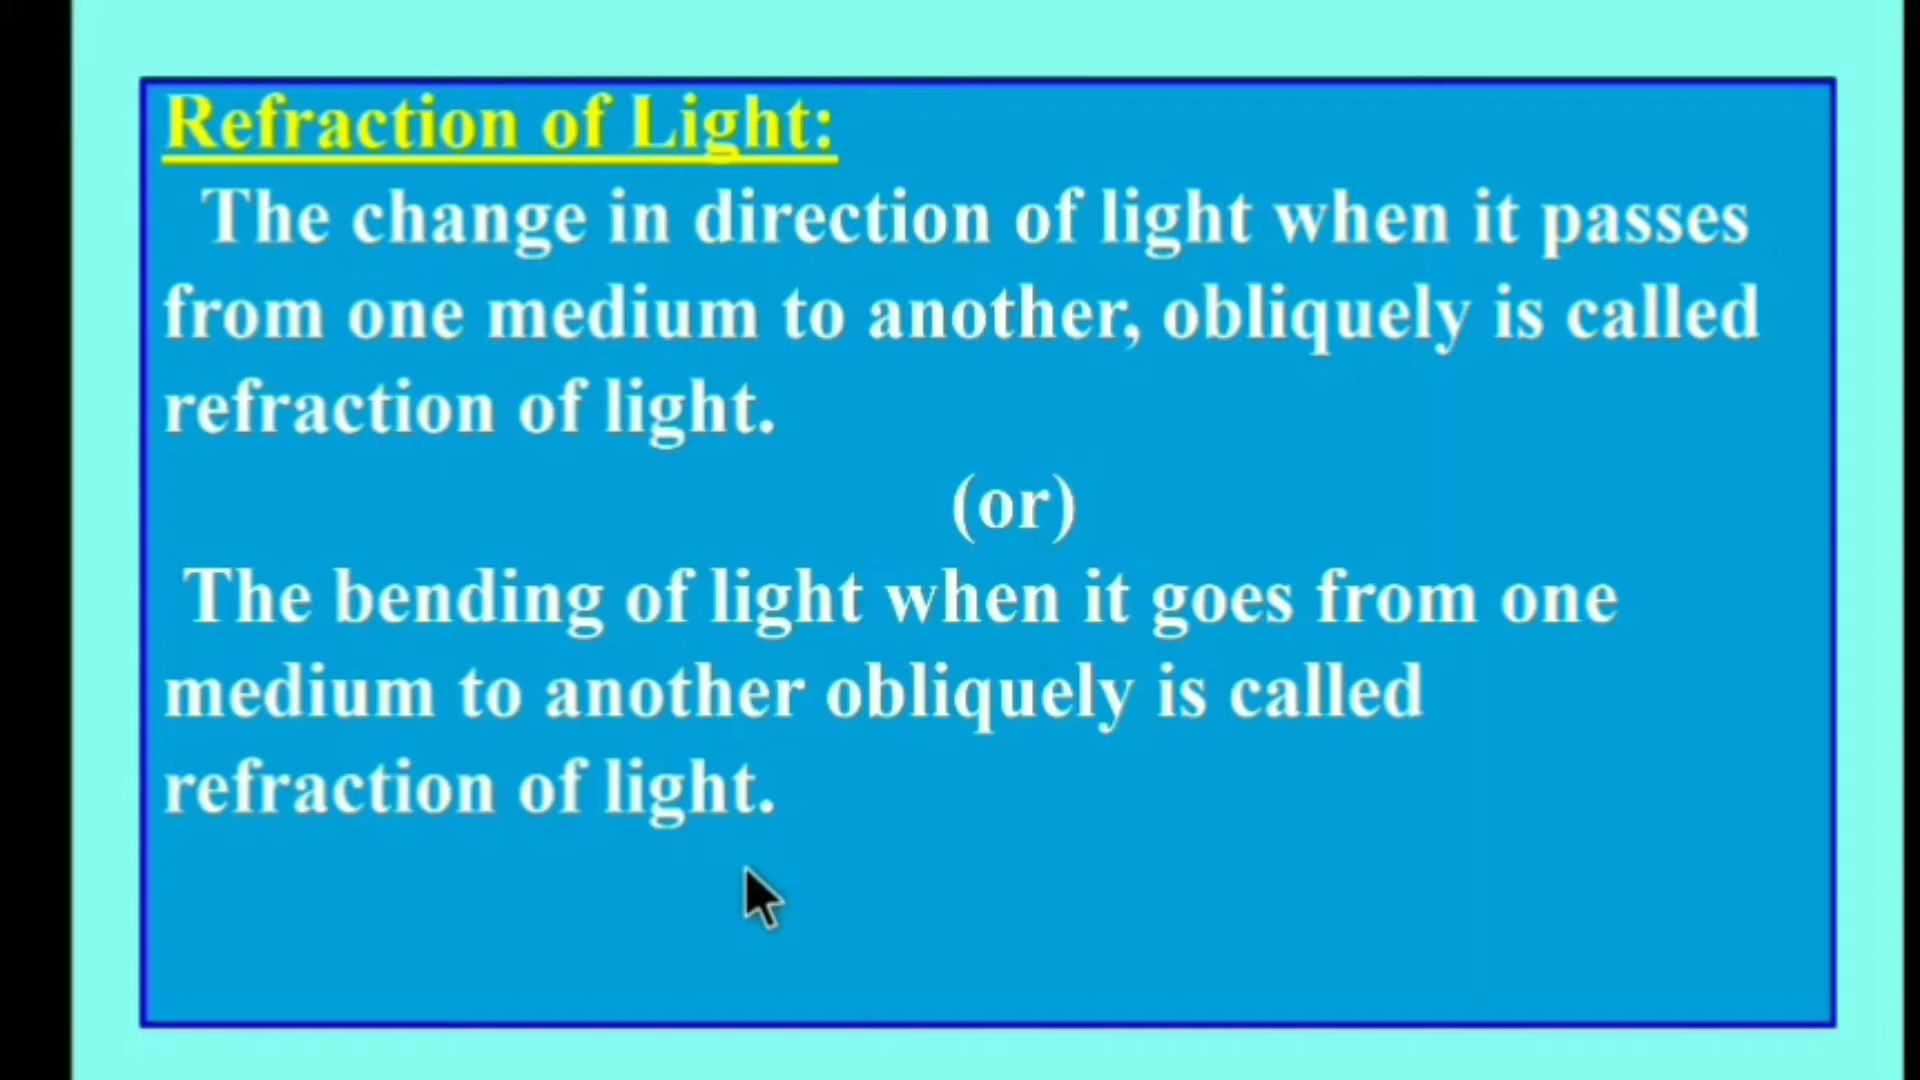 Refraction of Light:
The change in direction of light when it passes
from one medium to another, obliquely is called
refraction of light.
(or)
The bending of light when it goes from one
medium to another obliquely is called
refraction of light.